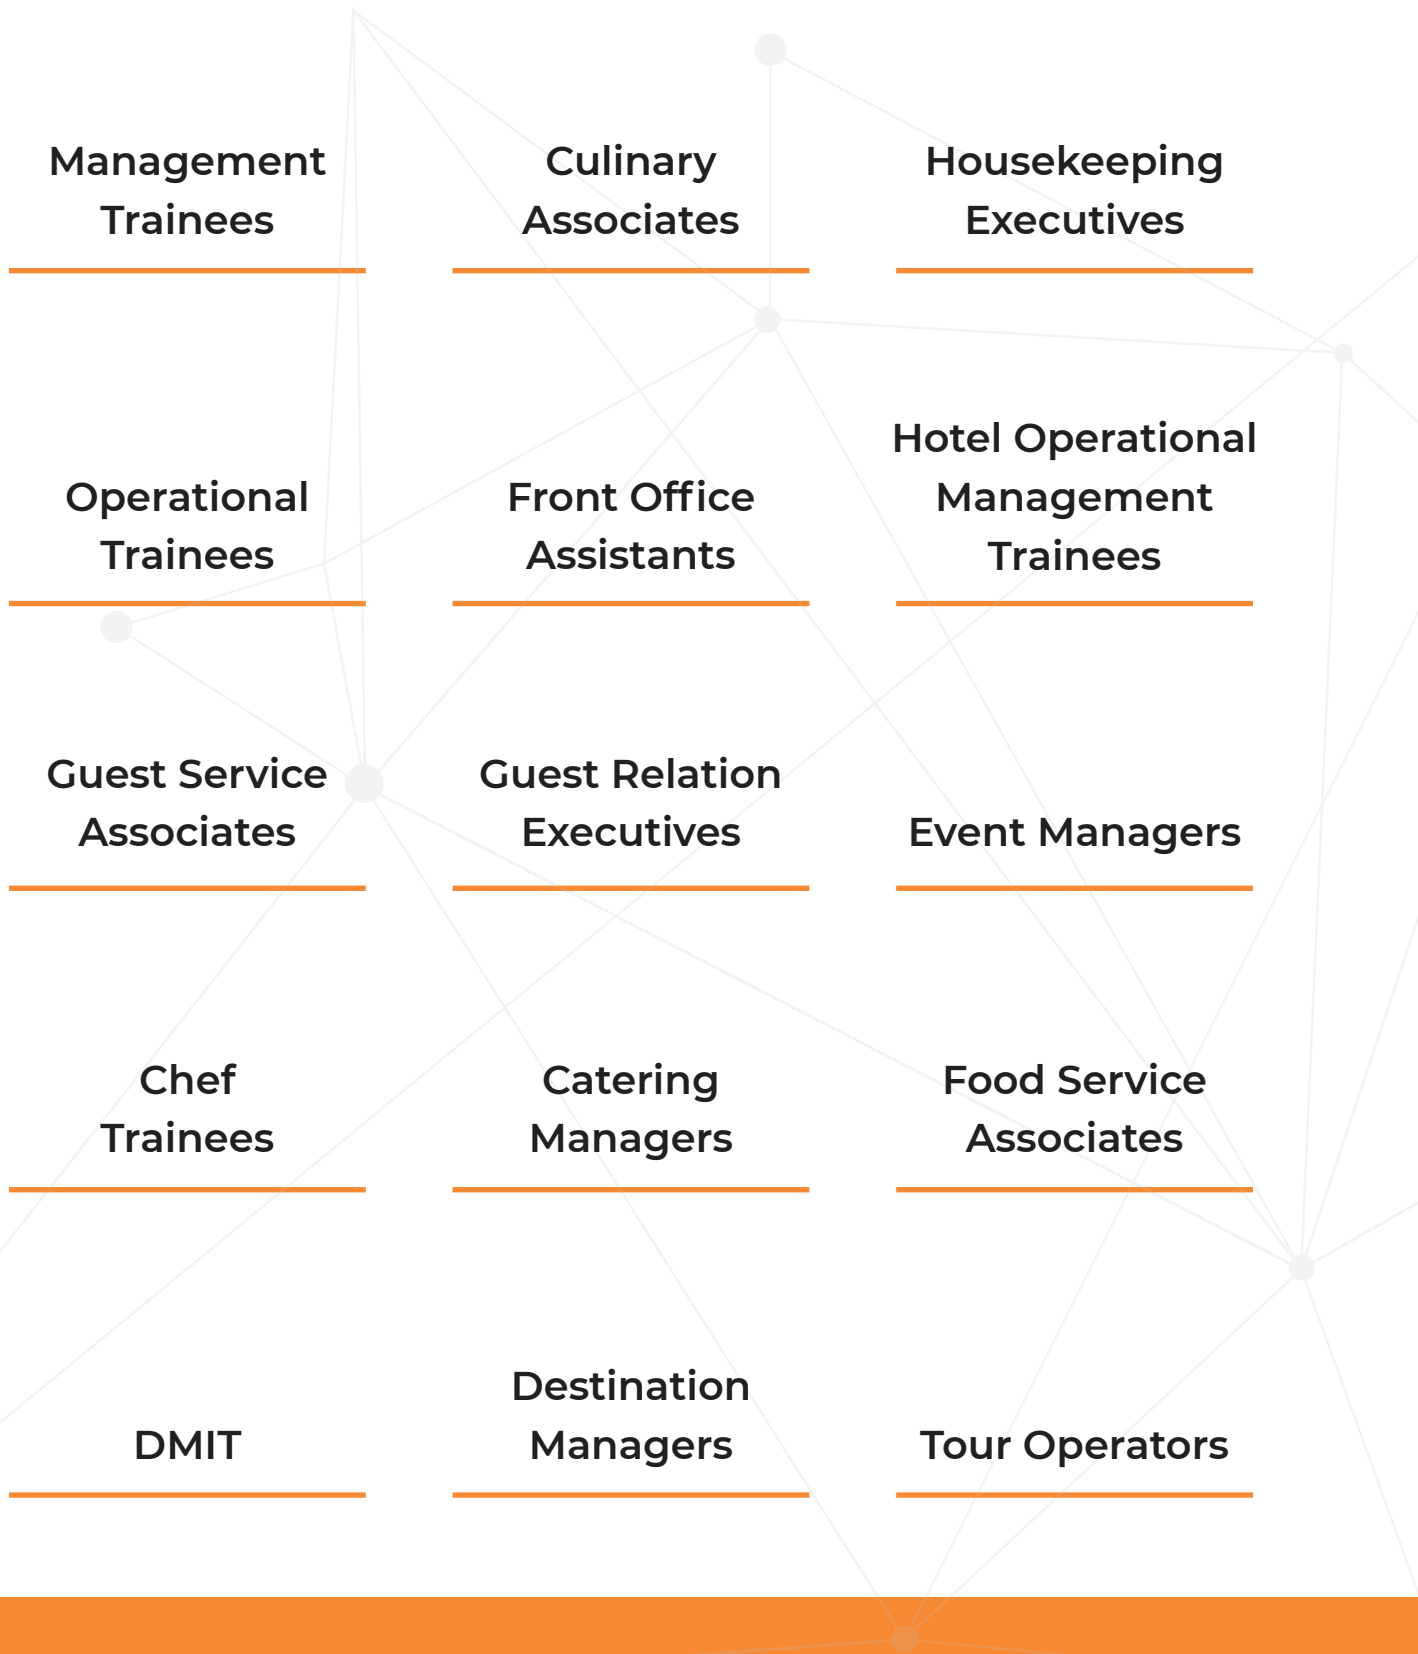 Management
Trainees
Culinary
Associates
Housekeeping
Executives
Operational
Trainees
Front Office
Assistants
Hotel Operational
Management
Trainees
Guest Service
Associates
Guest Relation
Executives
Event Managers
Chef
Trainees
Catering
Managers
Food Service
Associates
DMIT
Destination
Managers
Tour Operators